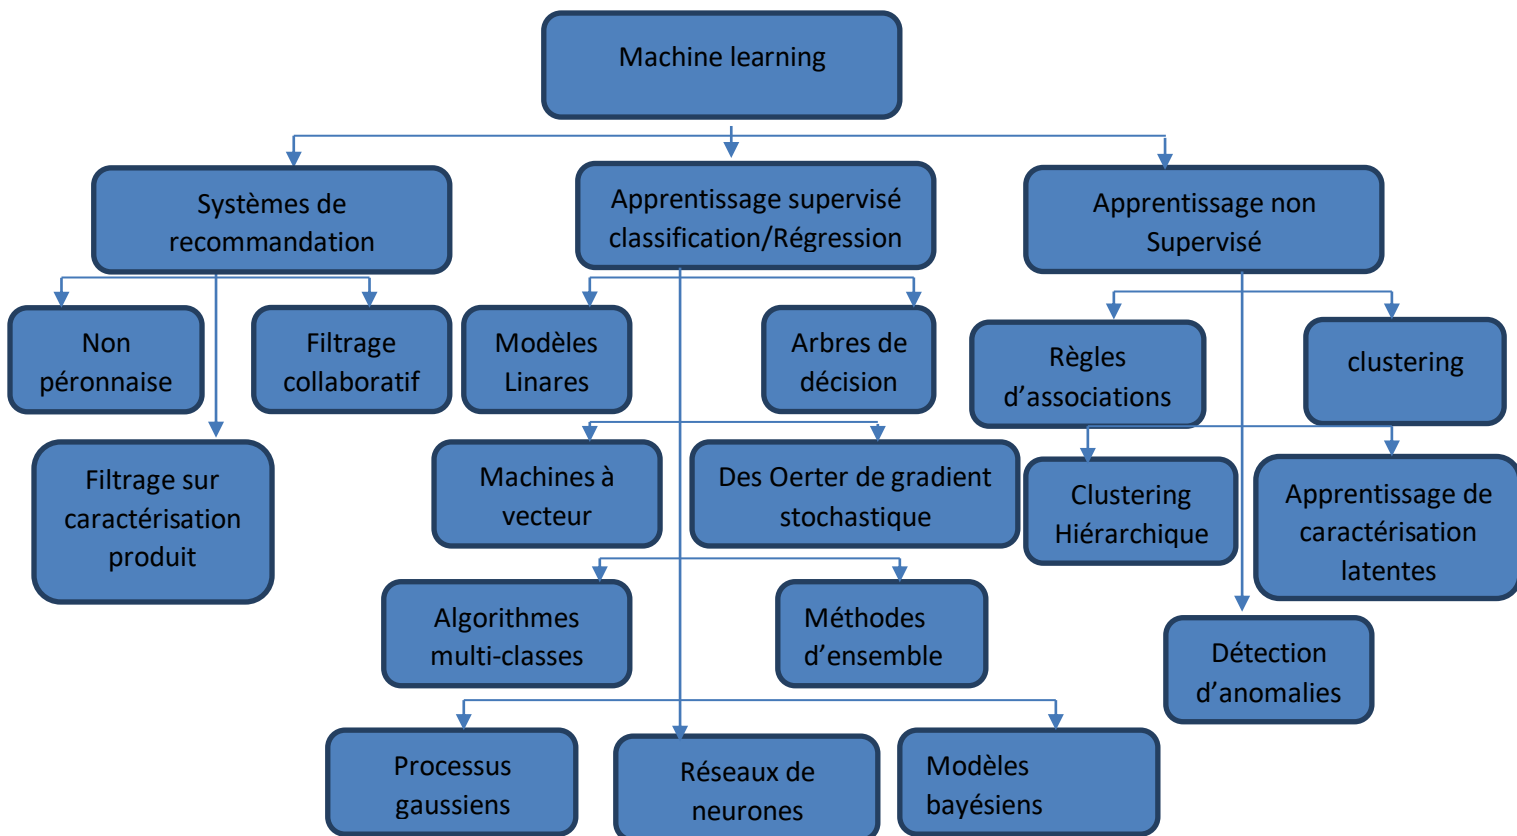 Machine learning
Systèmes de
recommandation
Apprentissage supervisé
classification/Régression
Apprentissage non
Supervisé
Non
péronnaise
Filtrage
collaboratif
Modèles
Linares
Arbres de
décision
Règles
d’associations
clustering
Filtrage sur
caractérisation
produit
Machines à
vecteur
Des Oerter de gradient
stochastique
Clustering
Hiérarchique
Apprentissage de
caractérisation
latentes
Algorithmes
multi-classes
Méthodes
d’ensemble
Détection
d’anomalies
Processus
gaussiens
Réseaux de
neurones
Modèles
bayésiens